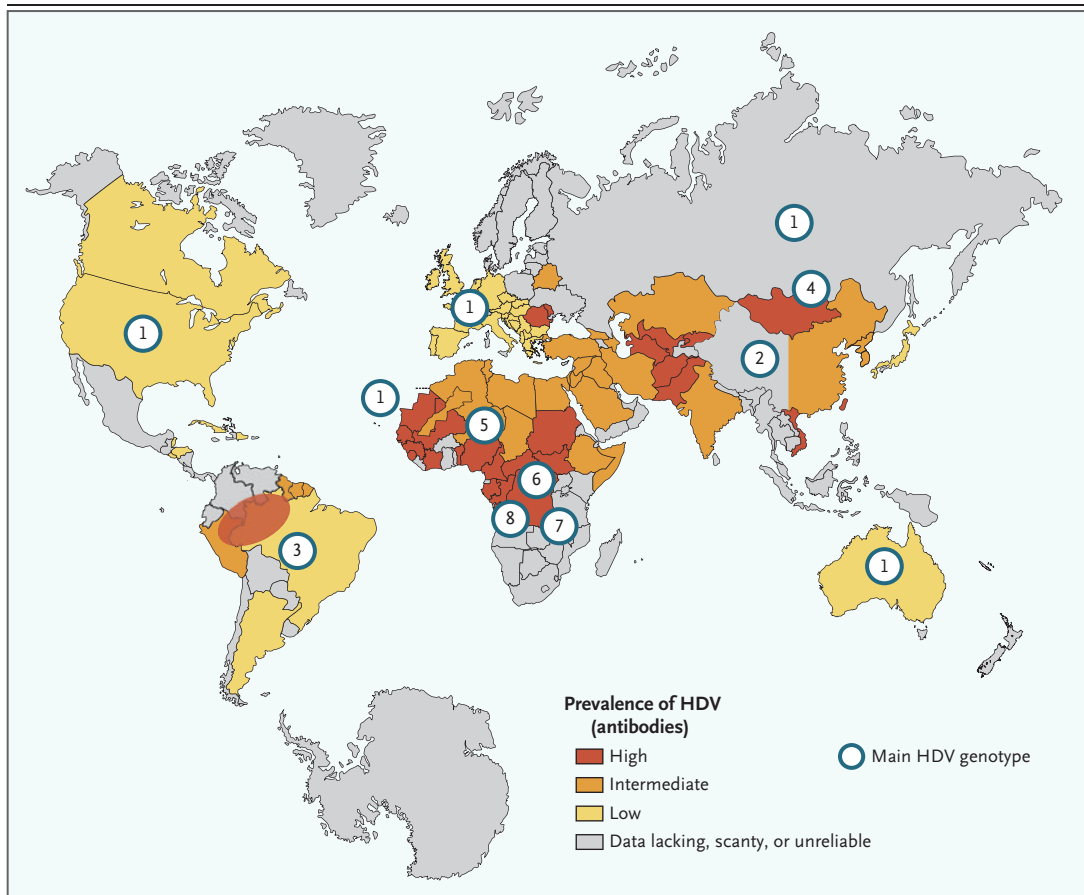 1
4
1
1
2
1
5
6
8
7
3
1
Prevalence of HDV
(antibodies)
High
Main HDV genotype
Intermediate
Low
Data lacking, scanty, or unreliable